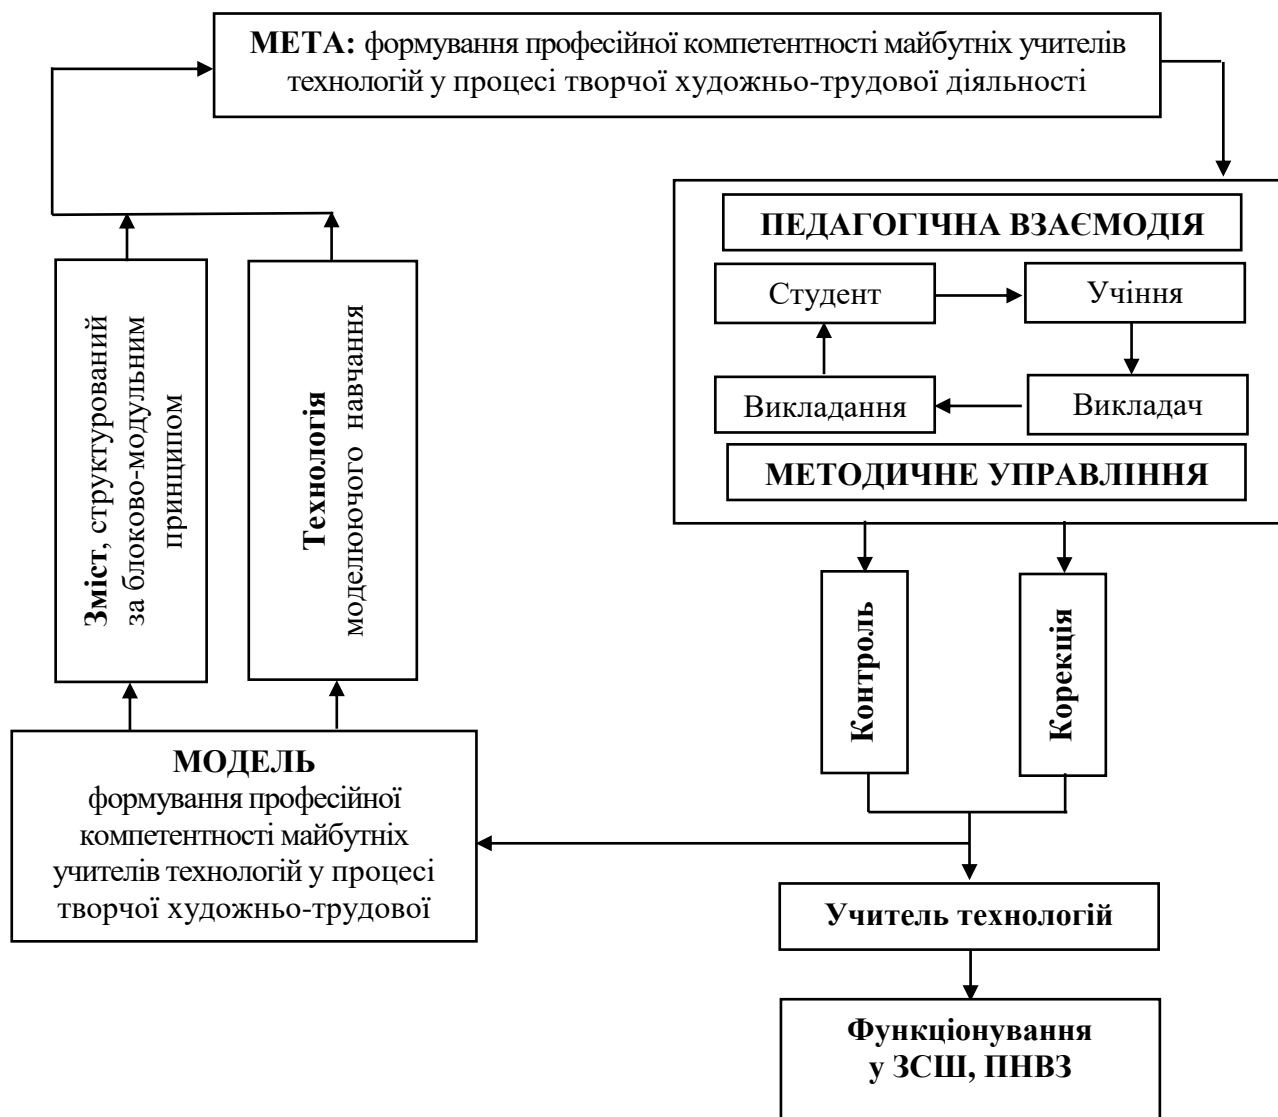 МЕТА: формування професійної компетентності майбутніх учителів
технологій у процесі творчої художньо-трудової діяльності
ПЕДАГОГІЧНА ВЗАЄМОДІЯ
Студент
Учіння
Викладання
Викладач
МЕТОДИЧНЕ УПРАВЛІННЯ
Зміст, структурований
за блоково-модульним
принципом
Технологія
моделюючого навчання
Контроль
Корекція
МОДЕЛЬ
формування професійної
компетентності майбутніх
учителів технологій у процесі
творчої художньо-трудової
Учитель технологій
Функціонування
у ЗСШ, ПНВЗ